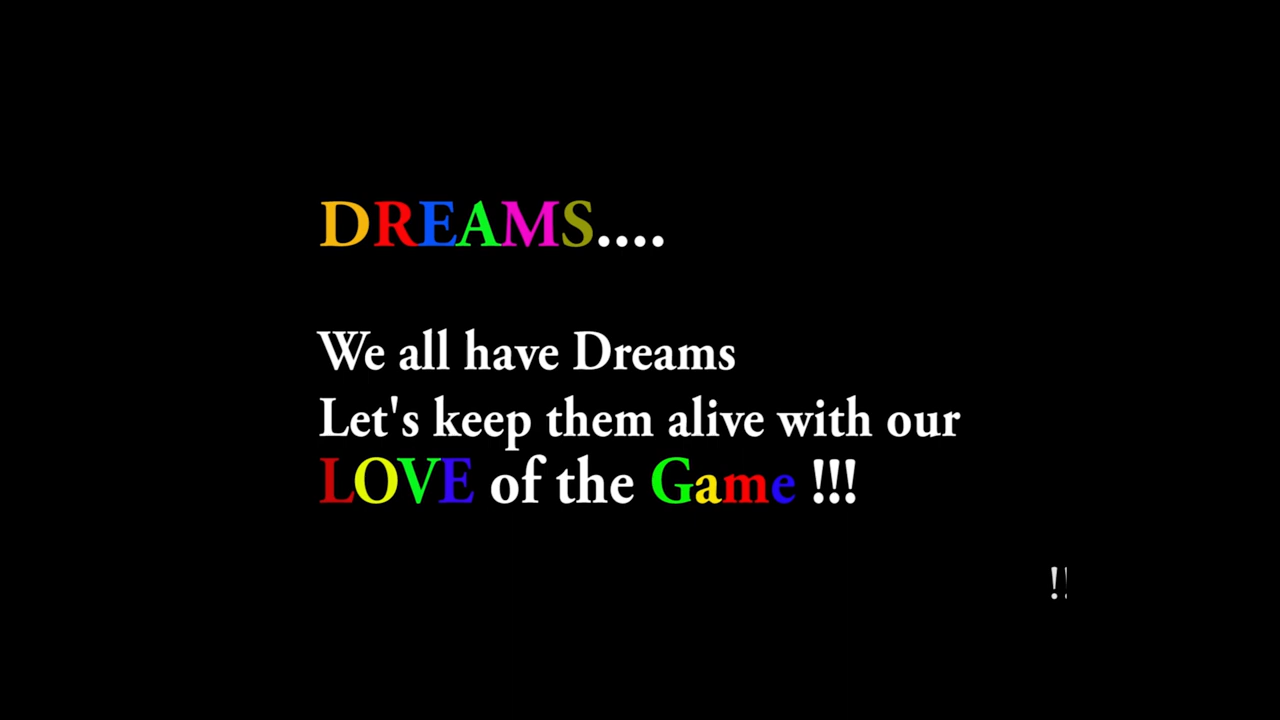 DREAMS....
We all have Dreams
Let's keep them alive with our
LOVE of the Game !!!
!!